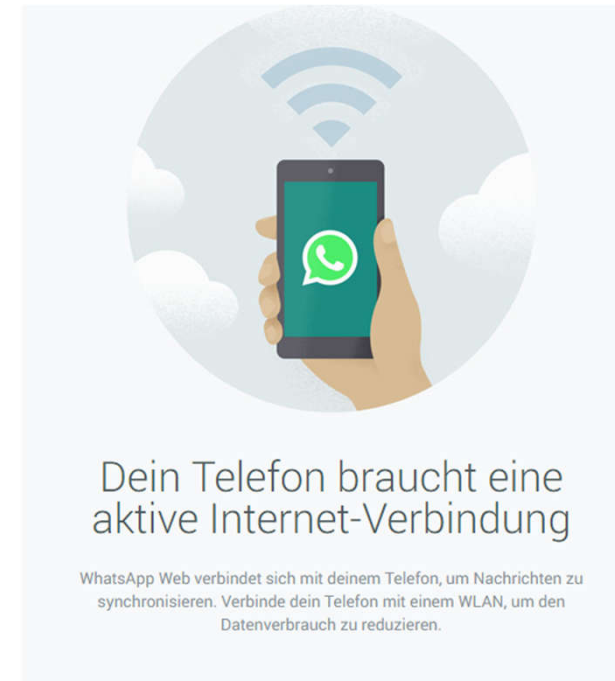 Dein Telefon braucht eine
aktive Internet-Verbindung
WhatsApp Web verbindet sich mit deinem Telefon, um Nachrichten zu
synchronisieren. Verbinde dein Telefon mit einem WLAN, um den
Datenverbrauch zu reduzieren.